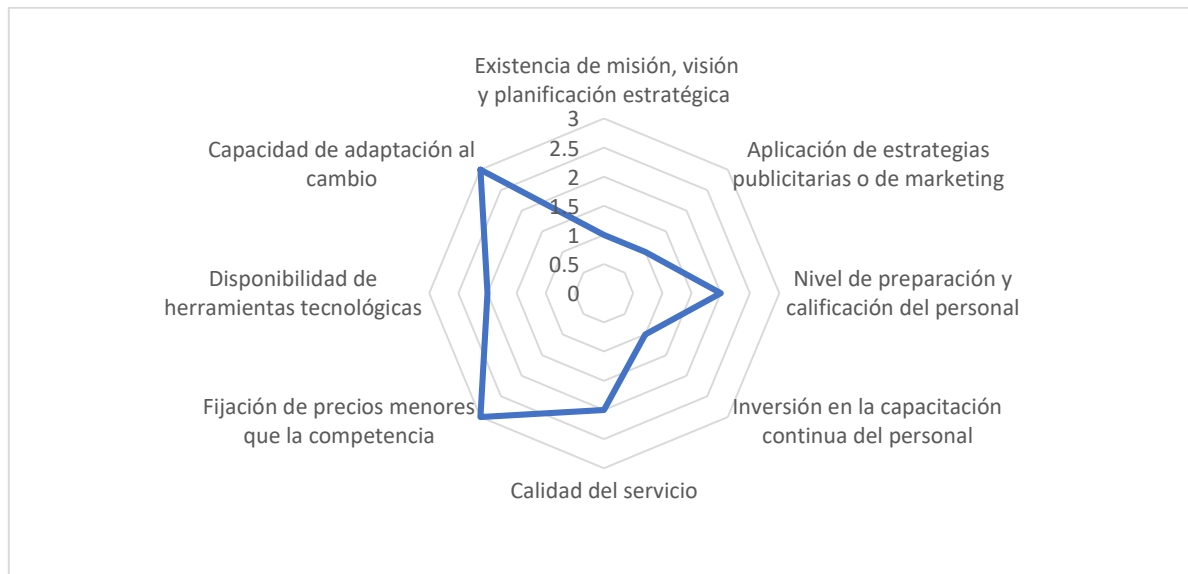 Existencia de misión, visión
y planificación estratégica
3
2.5
2
1.5
1
0.5
0
Aplicación de estrategias
publicitarias o de marketing
Nivel de preparación y
calificación del personal
Inversión en la capacitación
continua del personal
Calidad del servicio
Fijación de precios menores
que la competencia
Disponibilidad de
herramientas tecnológicas
Capacidad de adaptación al
cambio